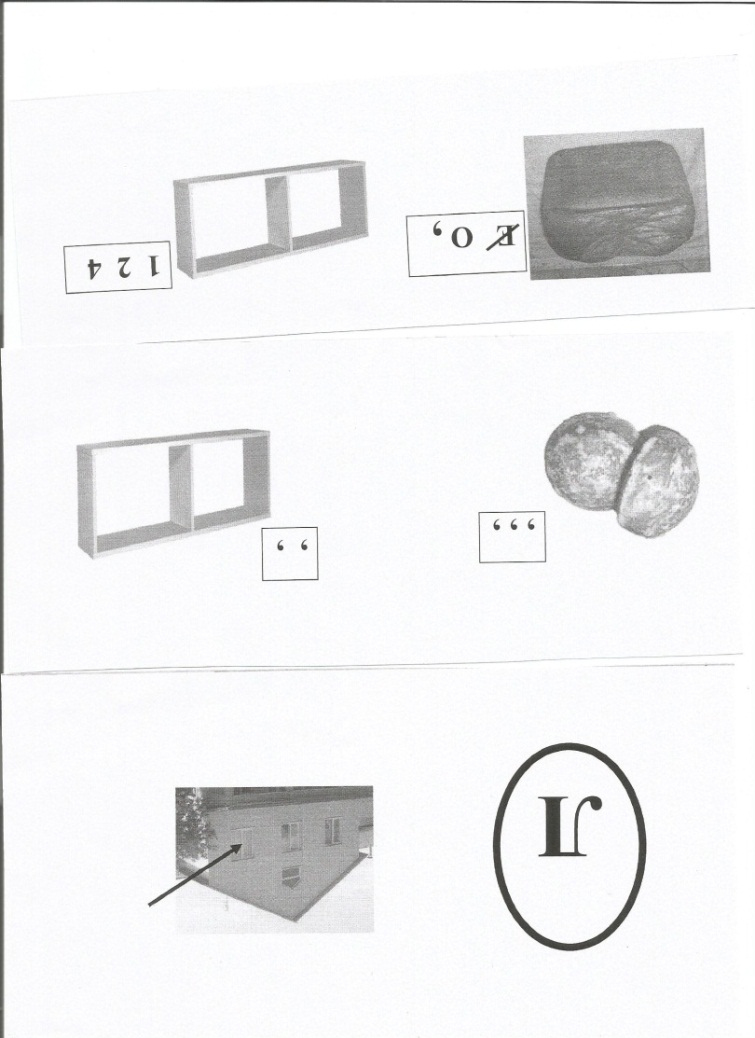 Л
, , ,
, ,
Е О ,
1 2 4